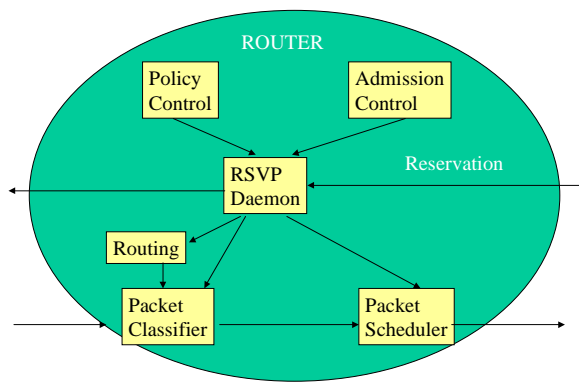 ROUTER
Policy
Control
Admission
Control
Reservation
RSVP
Daemon
Routing
Packet
Classifier
Packet
Scheduler